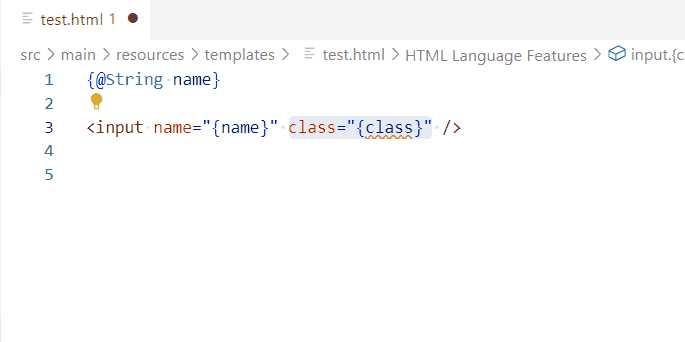 test.html 1
src > main > resources > templates > test.html > HTML Language Features > input.{c
1 {@String name}
2
3 <input name="{name}" class="{class}" />
4
5